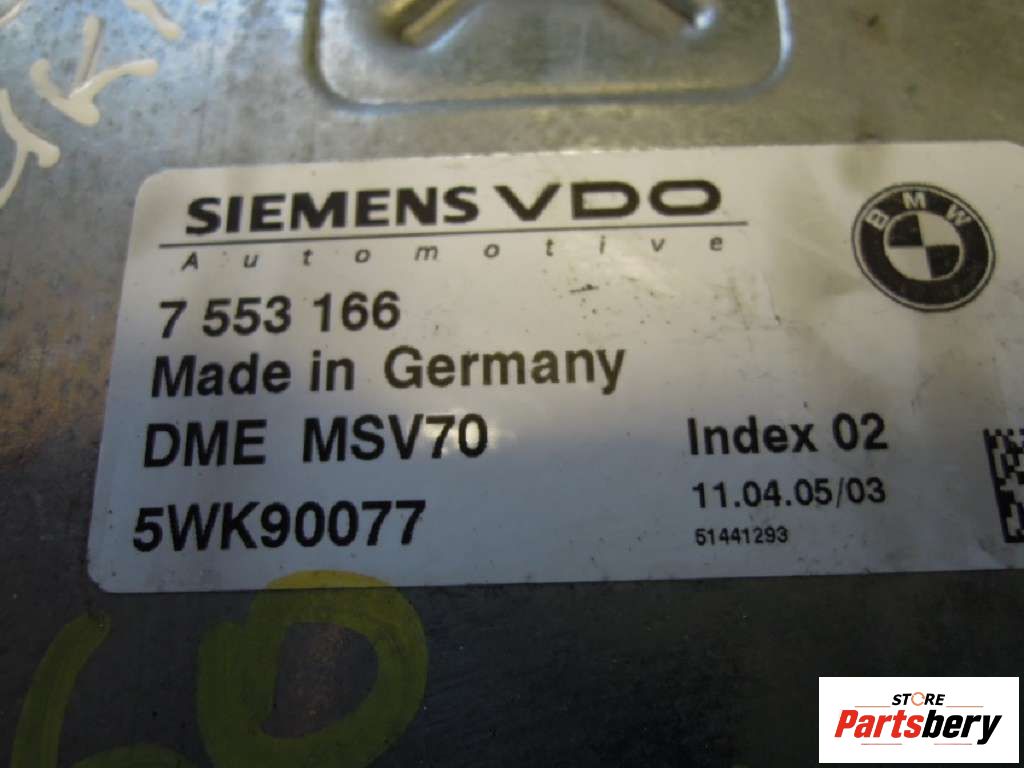 SIEMENS VDO
Automotive
BMW
7 553 166
Made in Germany
DME MSV70
Index 02
5WK90077
11.04.05/03
51441293
STORE
Partsbery